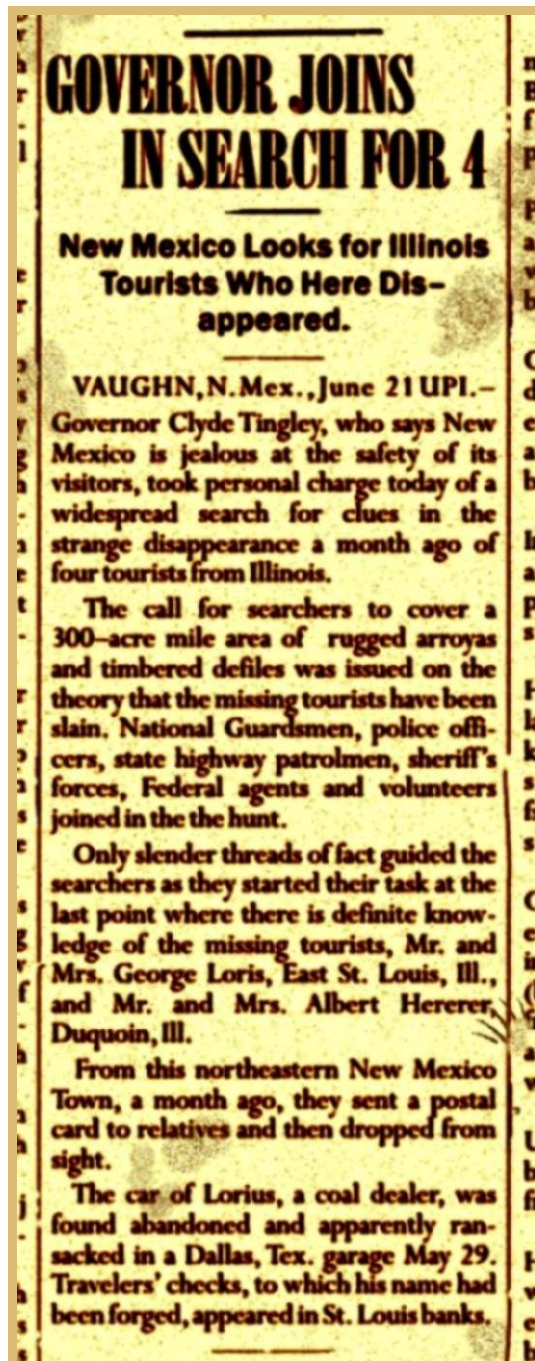 GOVERNOR JOINS
IN SEARCH FOR 4
New Mexico Looks for Illinois
Tourists Who Here Dis-
appeared.
VAUGHN, N. Mex., June 21 UPI.–
Governor Clyde Tingley, who says New
Mexico is jealous at the safety of its
visitors, took personal charge today of a
widespread search for clues in the
strange disappearance a month ago of
four tourists from Illinois.
The call for searchers to cover a
300–acre mile area of rugged arroyas
and timbered defiles was issued on the
theory that the missing tourists have been
slain. National Guardsmen, police offi-
cers, state highway patrolmen, sheriff's
forces, Federal agents and volunteers
joined in the the hunt.
Only slender threads of fact guided the
searchers as they started their task at the
last point where there is definite know-
ledge of the missing tourists, Mr. and
Mrs. George Loris, East St. Louis, Ill.,
and Mr. and Mrs. Albert Hererer,
Duquoin, Ill.
From this northeastern New Mexico
Town, a month ago, they sent a postal
card to relatives and then dropped from
sight.
The car of Lorius, a coal dealer, was
found abandoned and apparently ran-
sacked in a Dallas, Tex. garage May 29.
Travelers' checks, to which his name had
been forged, appeared in St. Louis banks.